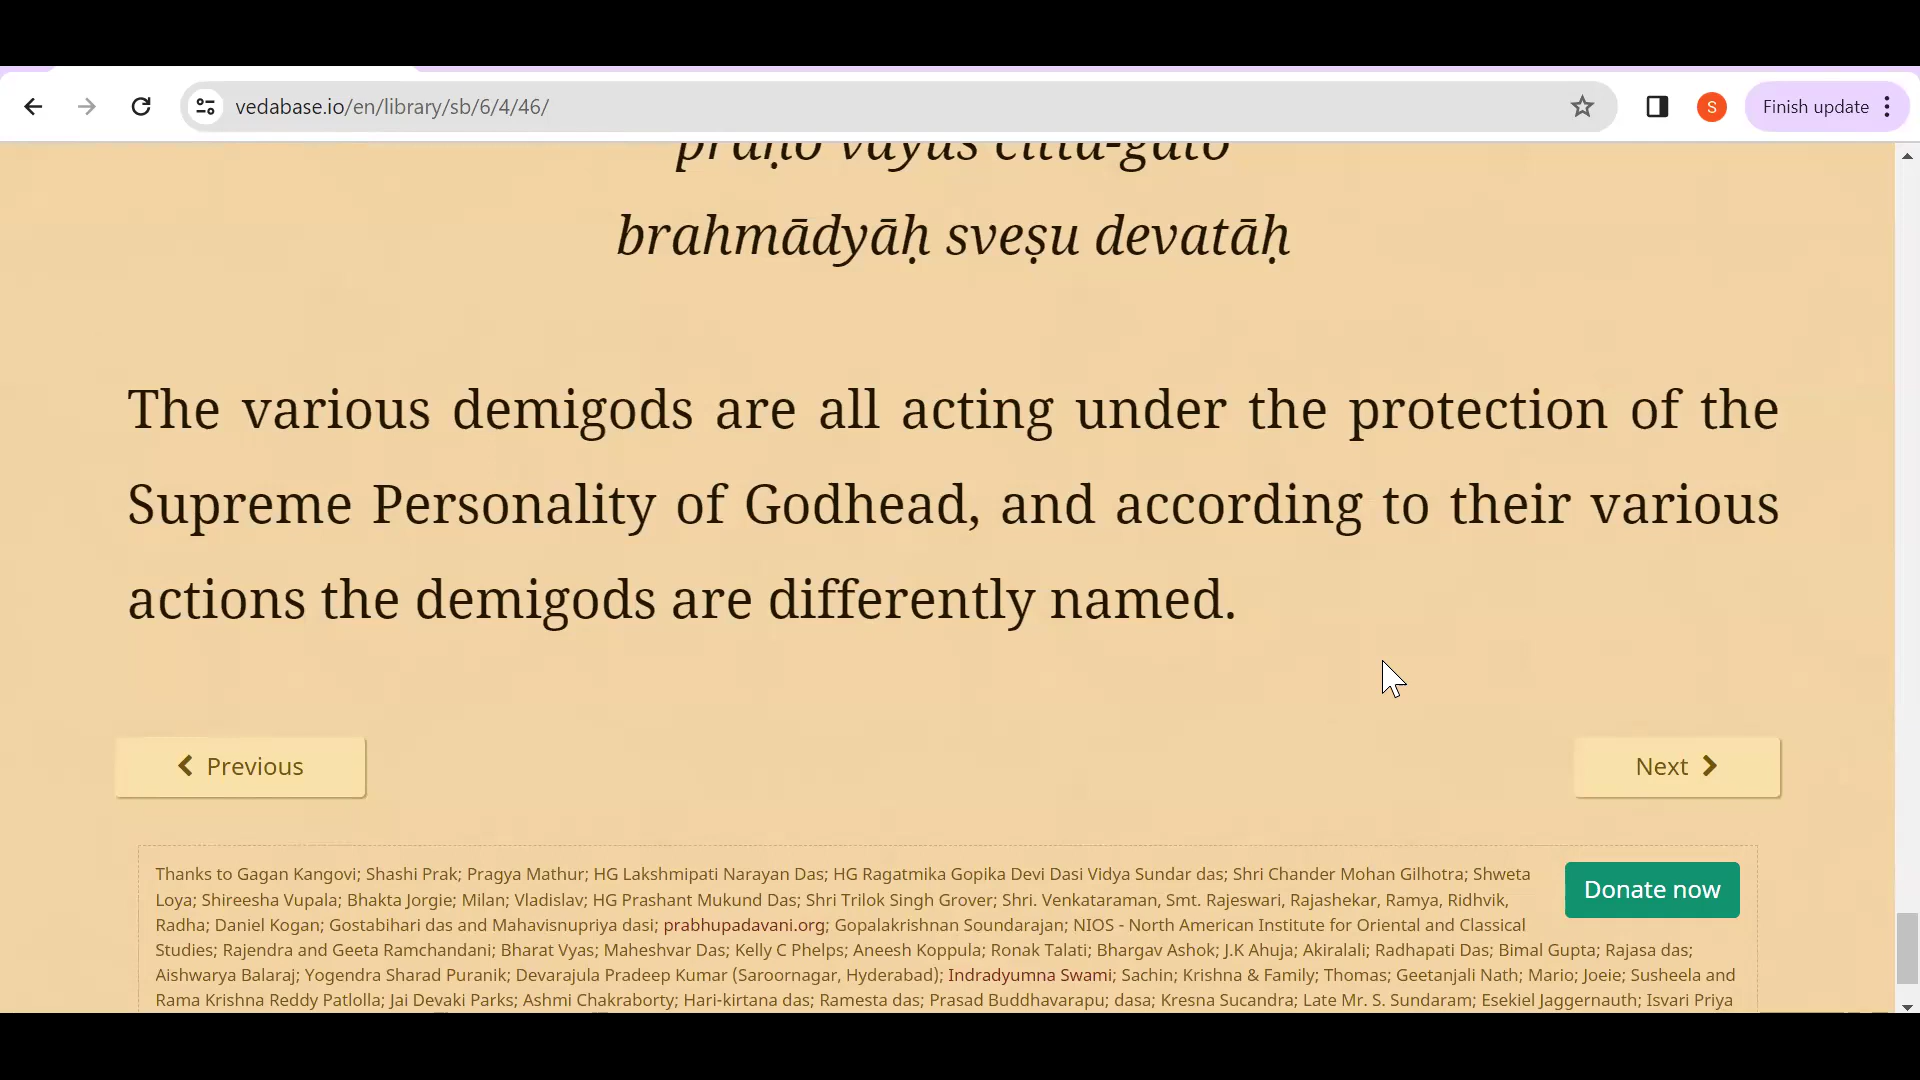 vedabase.io/en/library/sb/6/4/46/
S
Finish update
prāṇo vāyuś citta-gato
brahmādyāḥ sveṣu devatāḥ
The various demigods are all acting under the protection of the
Supreme Personality of Godhead, and according to their various
actions the demigods are differently named.
Previous
Next
Thanks to Gagan Kangovi; Shashi Prak; Pragya Mathur; HG Lakshmipati Narayan Das; HG Ragatmika Gopika Devi Dasi Vidya Sundar das; Shri Chander Mohan Gilhotra; Shweta
Loya; Shireesha Vupala; Bhakta Jorgie; Milan; Vladislav; HG Prashant Mukund Das; Shri Trilok Singh Grover; Shri. Venkataraman, Smt. Rajeswari, Rajashekar, Ramya, Ridhvik,
Radha; Daniel Kogan; Gostabihari das and Mahavisnupriya dasi; prabhupadavani.org; Gopalakrishnan Soundarajan; NIOS - North American Institute for Oriental and Classical
Studies; Rajendra and Geeta Ramchandani; Bharat Vyas; Maheshvar Das; Kelly C Phelps; Aneesh Koppula; Ronak Talati; Bhargav Ashok; J.K Ahuja; Akiralali; Radhapati Das; Bimal Gupta; Rajasa das;
Aishwarya Balaraj; Yogendra Sharad Puranik; Devarajula Pradeep Kumar (Saroornagar, Hyderabad); Indradyumna Swami; Sachin; Krishna & Family; Thomas; Geetanjali Nath; Mario; Joeie; Susheela and
Rama Krishna Reddy Patlolla; Jai Devaki Parks; Ashmi Chakraborty; Hari-kirtana das; Ramesta das; Prasad Buddhavarapu; dasa; Kresna Sucandra; Late Mr. S. Sundaram; Esekiel Jaggernauth; Isvari Priya
Donate now